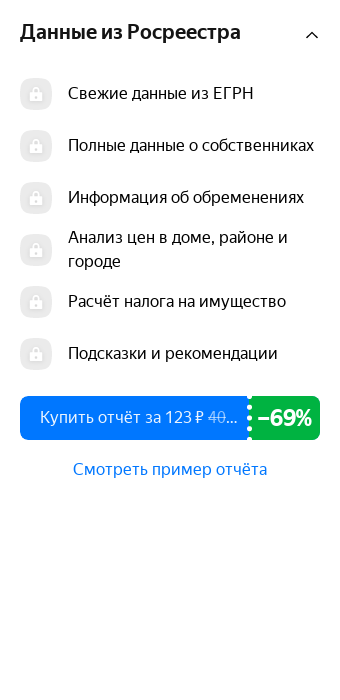 Данные из Росреестра
Свежие данные из ЕГРН
Полные данные о собственниках
Информация об обременениях
Анализ цен в доме, районе и
городе
Расчёт налога на имущество
Подсказки и рекомендации
Купить отчёт за 123 ₽ 40... –69%
Смотреть пример отчёта